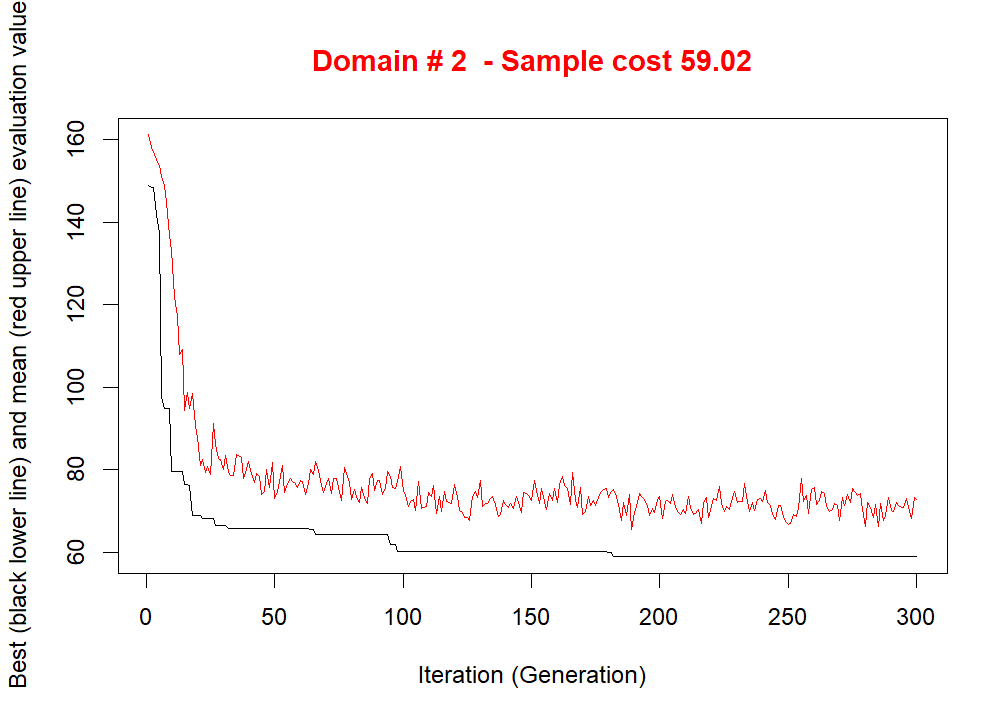 Domain # 2  - Sample cost 59.02
Best (black lower line) and mean (red upper line) evaluation value
160
140
120
100
80
60
0 50 100 150 200 250 300
Iteration (Generation)